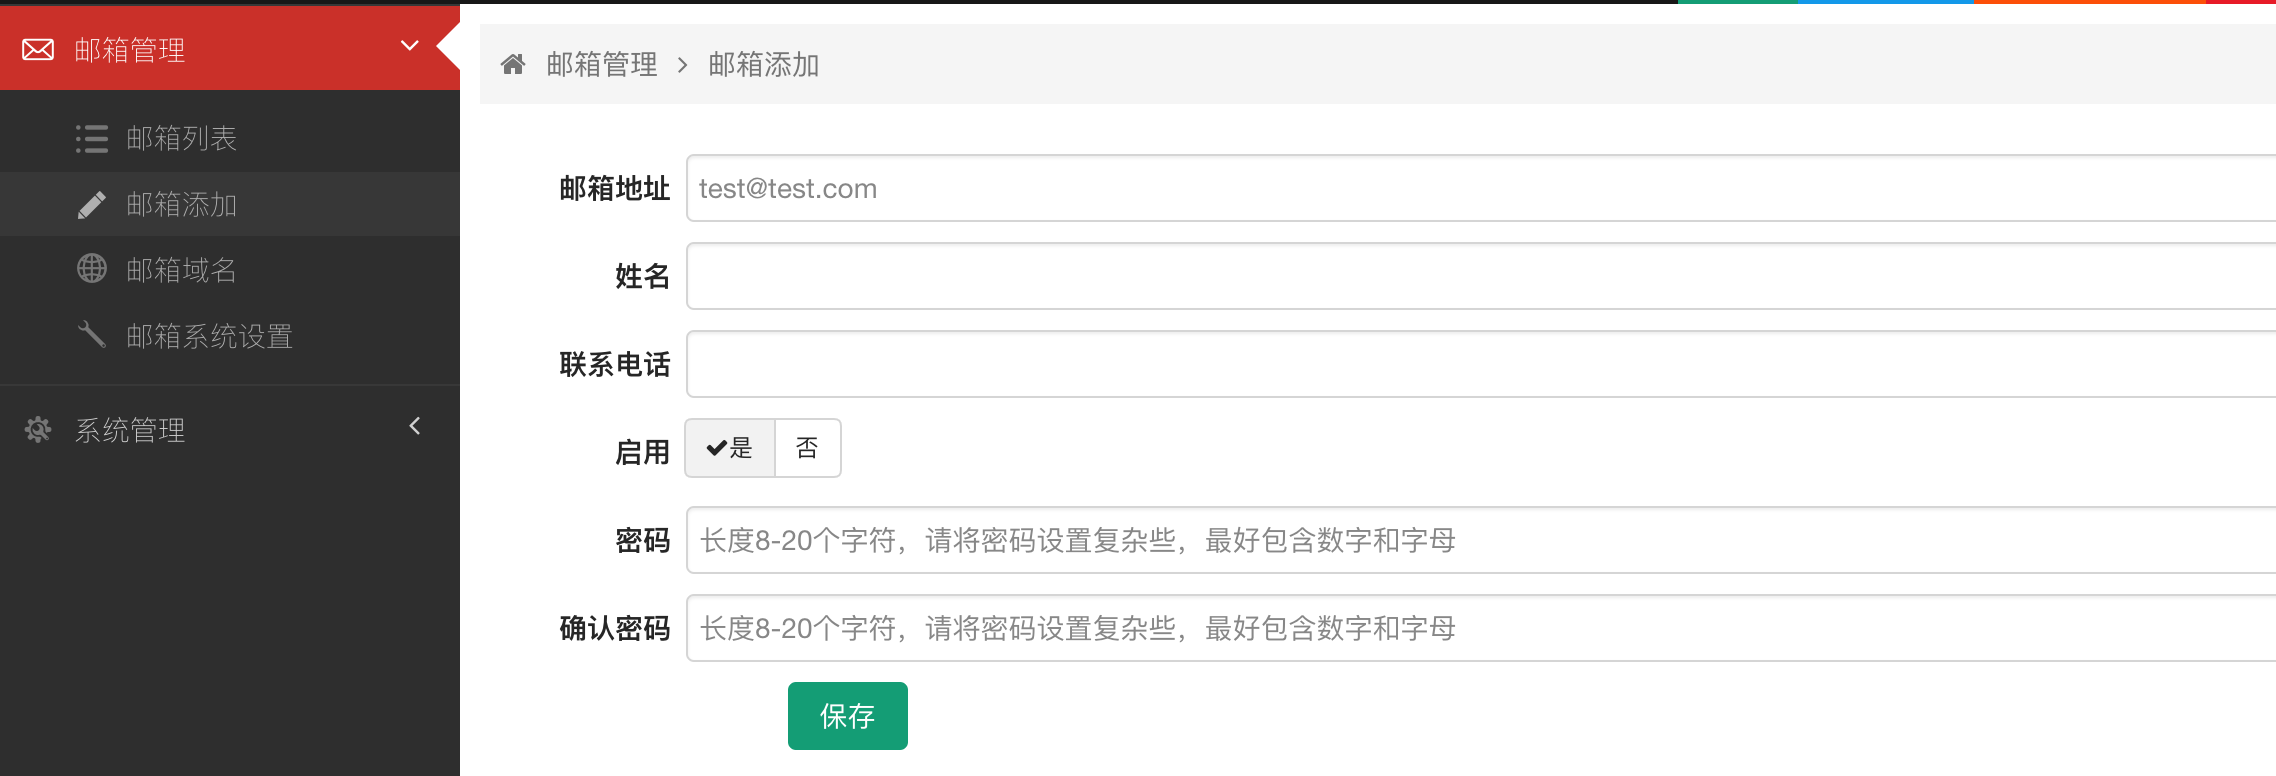 邮箱管理
邮箱列表
邮箱添加
邮箱域名
邮箱系统设置
系统管理
邮箱管理 > 邮箱添加
邮箱地址 test@test.com
姓名
联系电话
启用 是 否
密码 长度8-20个字符，请将密码设置复杂些，最好包含数字和字母
确认密码 长度8-20个字符，请将密码设置复杂些，最好包含数字和字母
保存